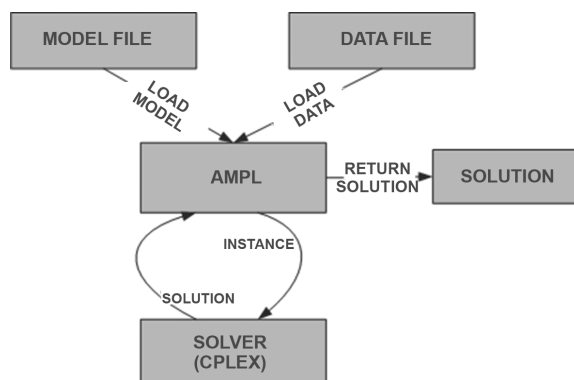 MODEL FILE
DATA FILE
LOAD
MODEL
LOAD
DATA
AMPL
RETURN
SOLUTION
SOLUTION
INSTANCE
SOLUTION
SOLVER
(CPLEX)